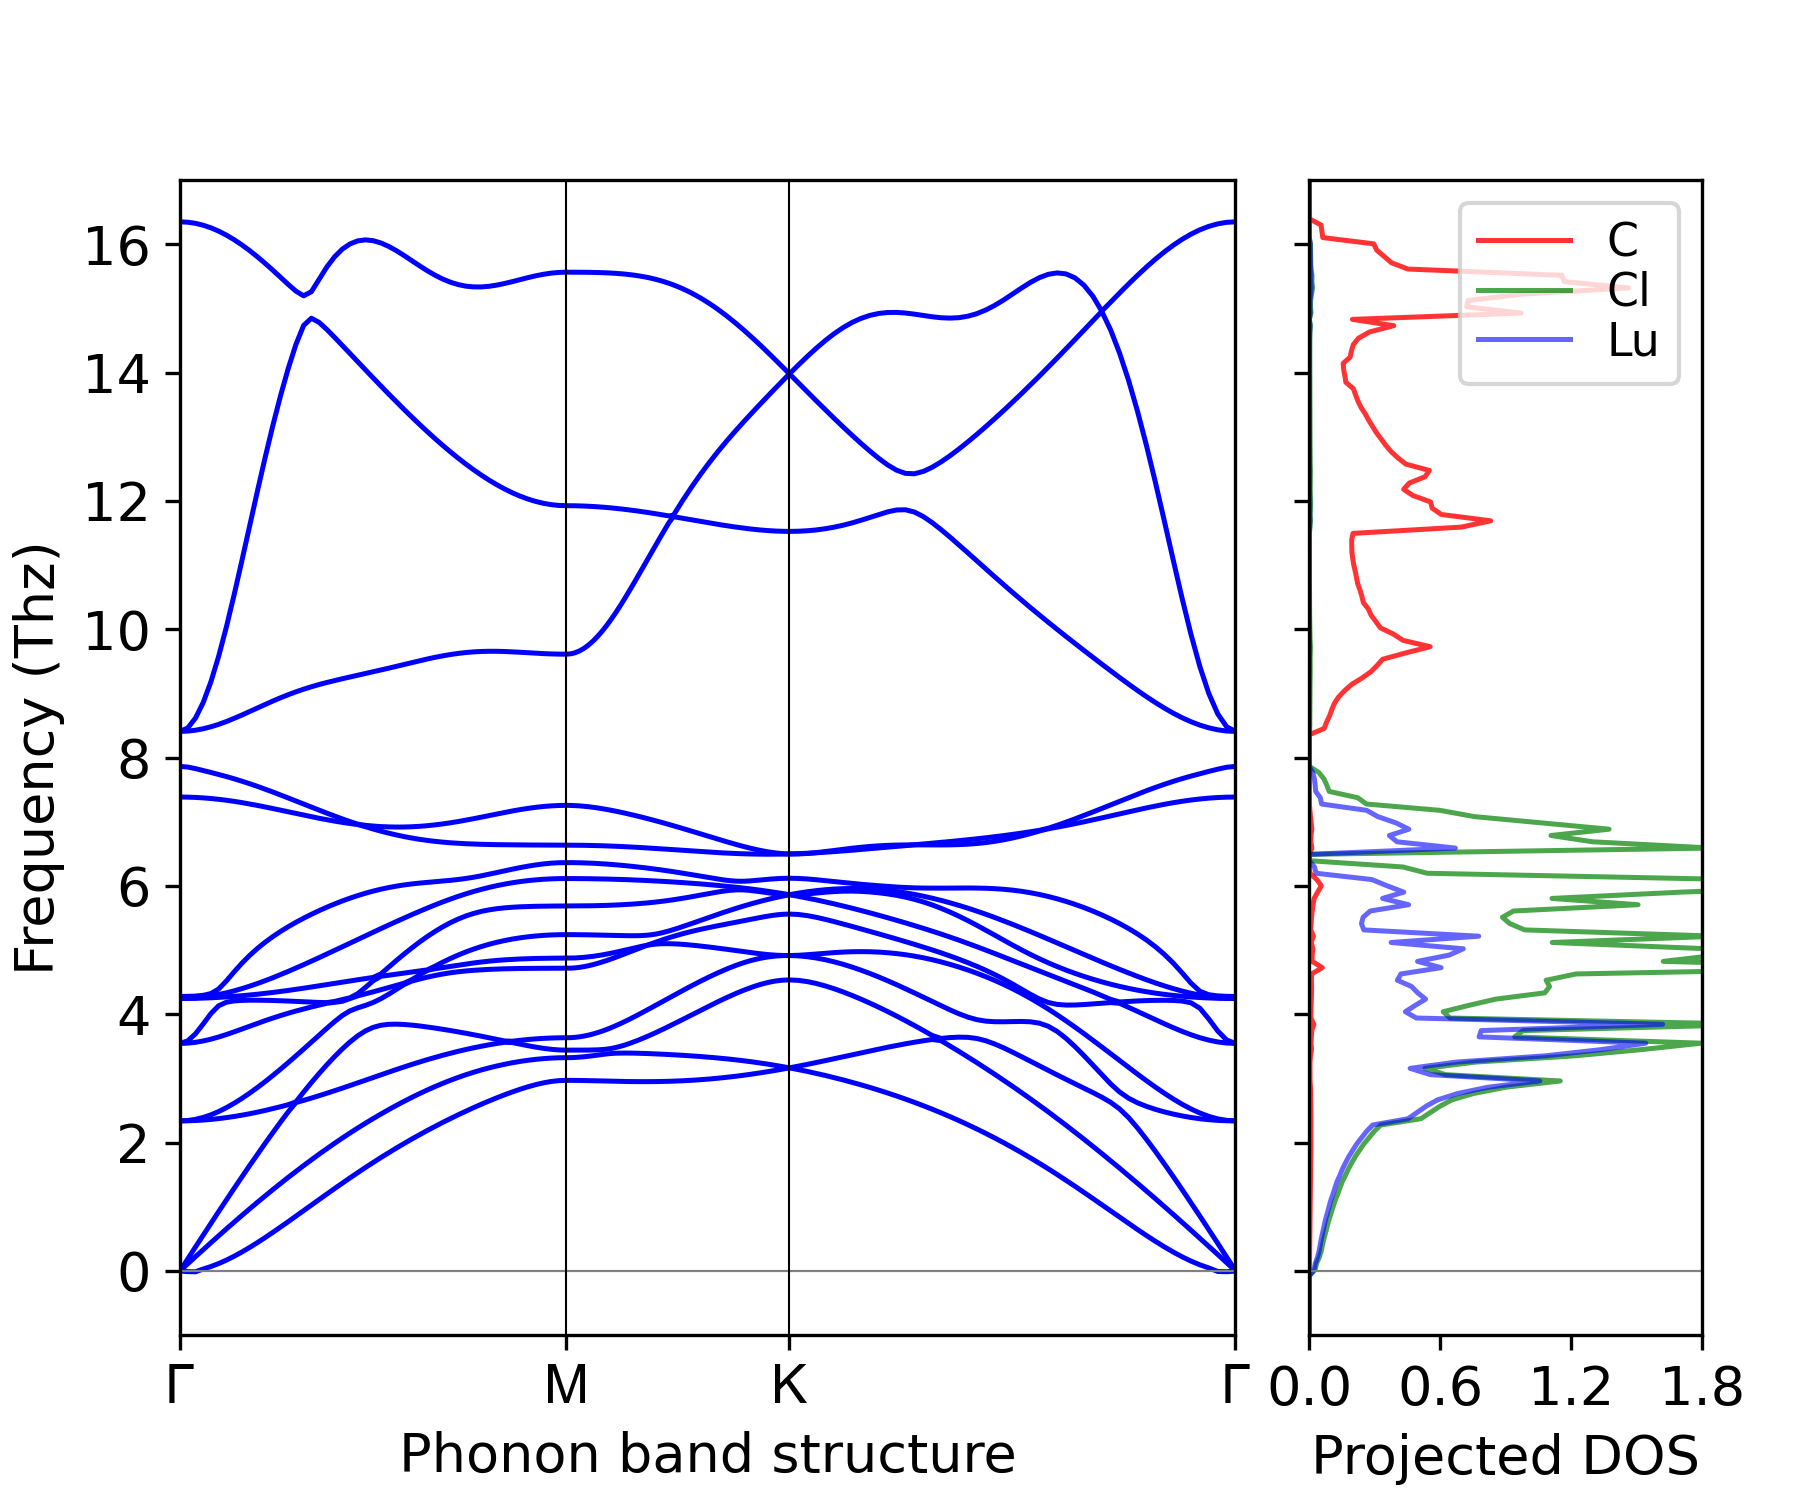 Frequency (Thz)
16
14
12
10
8
6
4
2
0
Γ M K Γ
Phonon band structure
C
Cl
Lu
0.0 0.6 1.2 1.8
Projected DOS